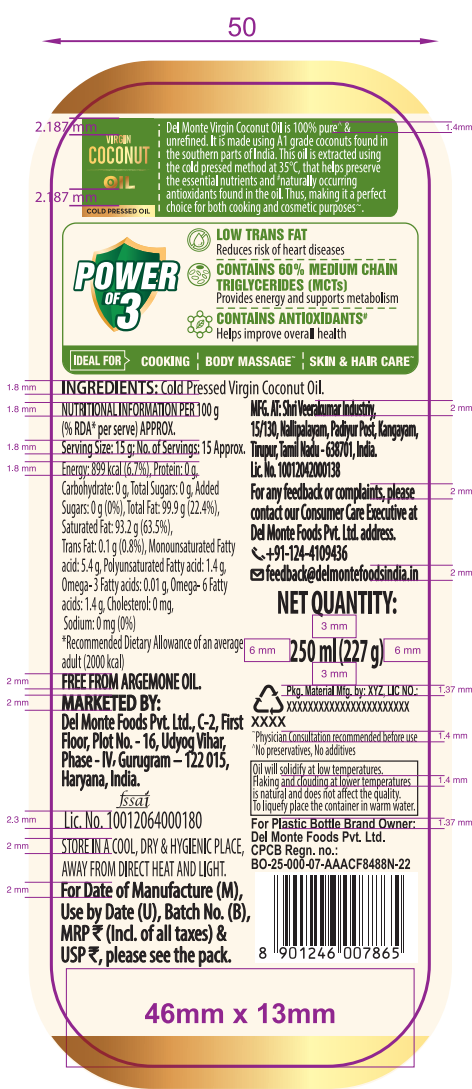 50
2.187 mm
VIRGIN
COCONUT
OIL
2.187 mm
COLD PRESSED OIL
Del Monte Virgin Coconut Oil is 100% pure^ &
unrefined. It is made using A1 grade coconuts found in
the southern parts of India. This oil is extracted using
the cold pressed method at 35°C, that helps preserve
the essential nutrients and #naturally occurring
antioxidants found in the oil. Thus, making it a perfect
choice for both cooking and cosmetic purposes~.
1.4mm
POWER
OF
3
LOW TRANS FAT
Reduces risk of heart diseases
CONTAINS 60% MEDIUM CHAIN
TRIGLYCERIDES (MCTs)
Provides energy and supports metabolism
CONTAINS ANTIOXIDANTS#
Helps improve overall health
IDEAL FOR COOKING BODY MASSAGE~ SKIN & HAIR CARE~
INGREDIENTS: Cold Pressed Virgin Coconut Oil.
1.8 mm
1.8 mm
NUTRITIONAL INFORMATION PER 100 g
(% RDA* per serve) APPROX.
1.8 mm
Serving Size: 15 g; No. of Servings: 15 Approx.
1.8 mm
Energy: 899 kcal (6.7%), Protein: 0 g,
Carbohydrate: 0 g, Total Sugars: 0 g, Added
Sugars: 0 g (0%), Total Fat: 99.9 g (22.4%),
Saturated Fat: 93.2 g (63.5%),
Trans Fat: 0.1 g (0.8%), Monounsaturated Fatty
acid: 5.4 g, Polyunsaturated Fatty acid: 1.4 g,
Omega-3 Fatty acids: 0.01 g, Omega- 6 Fatty
acids: 1.4 g, Cholesterol: 0 mg,
Sodium: 0 mg (0%)
*Recommended Dietary Allowance of an average
adult (2000 kcal)
2 mm
FREE FROM ARGEMONE OIL.
2 mm
MARKETED BY:
Del Monte Foods Pvt. Ltd., C-2, First
Floor, Plot No. - 16, Udyog Vihar,
Phase - IV, Gurugram – 122 015,
Haryana, India.
fssai
2.3 mm
Lic. No. 10012064000180
2 mm
STORE IN A COOL, DRY & HYGIENIC PLACE,
AWAY FROM DIRECT HEAT AND LIGHT.
2 mm
For Date of Manufacture (M),
Use by Date (U), Batch No. (B),
MRP ₹ (Incl. of all taxes) &
USP ₹, please see the pack.
MFG. AT: Shri Veerakumar Industriy,
2 mm
15/130, Nallipalayam, Padiyur Post, Kangayam,
Tirupur, Tamil Nadu - 638701, India.
Lic. No. 10012042000138
For any feedback or complaints, please
2 mm
contact our Consumer Care Executive at
Del Monte Foods Pvt. Ltd. address.
+91-124-4109436
feedback@delmontefoodsindia.in
2 mm
NET QUANTITY:
3 mm
6 mm 250 ml (227 g) 6 mm
3 mm
Pkg. Material Mfg. by: XYZ, LIC NO.:
1.37 mm
XXXXXXXXXXXXXXXXXXXXXXX
XXXX
~Physician Consultation recommended before use
1.4 mm
^No preservatives, No additives
Oil will solidify at low temperatures.
Flaking and clouding at lower temperatures
1.4 mm
is natural and does not affect the quality.
To liquefy place the container in warm water.
For Plastic Bottle Brand Owner:
1.37 mm
Del Monte Foods Pvt. Ltd.
CPCB Regn. no.:
BO-25-000-07-AAACF8488N-22
8 901246 007865
46mm x 13mm